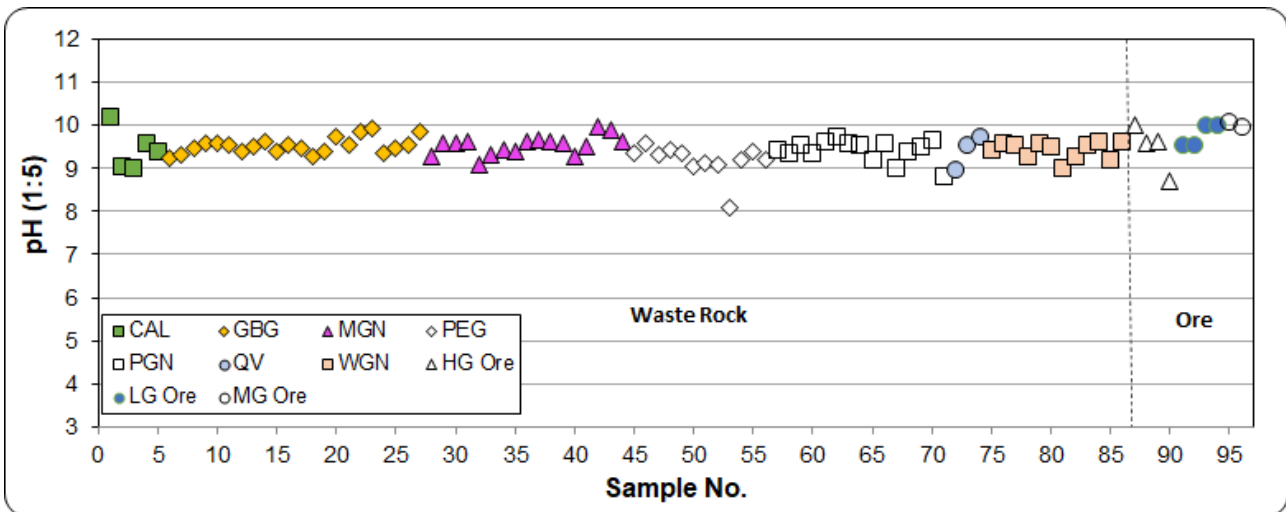 12
11
10
9
8
7
6
5
4
3
pH (1:5)
Waste Rock
Ore
CAL GBG MGN PEG
PGN QV WGN HG Ore
LG Ore MG Ore
0 5 10 15 20 25 30 35 40 45 50 55 60 65 70 75 80 85 90 95
Sample No.